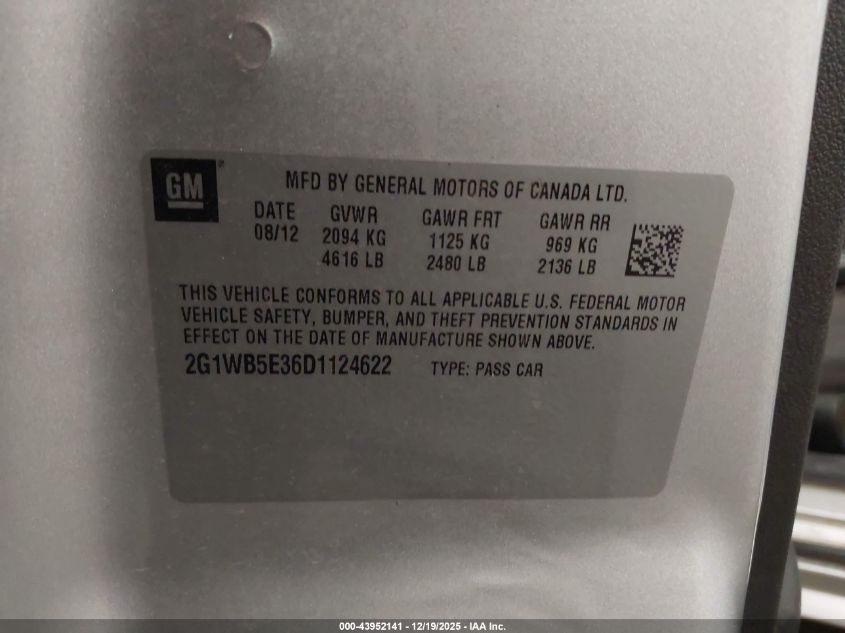 GM
MFD BY GENERAL MOTORS OF CANADA LTD.
DATE GVWR GAWR FRT GAWR RR
08/12 2094 KG 1125 KG 969 KG
4616 LB 2480 LB 2136 LB
THIS VEHICLE CONFORMS TO ALL APPLICABLE U.S. FEDERAL MOTOR
VEHICLE SAFETY, BUMPER, AND THEFT PREVENTION STANDARDS IN
EFFECT ON THE DATE OF MANUFACTURE SHOWN ABOVE.
2G1WB5E36D1124622 TYPE: PASS CAR
000-43952141 - 12/19/2025 - IAA Inc.